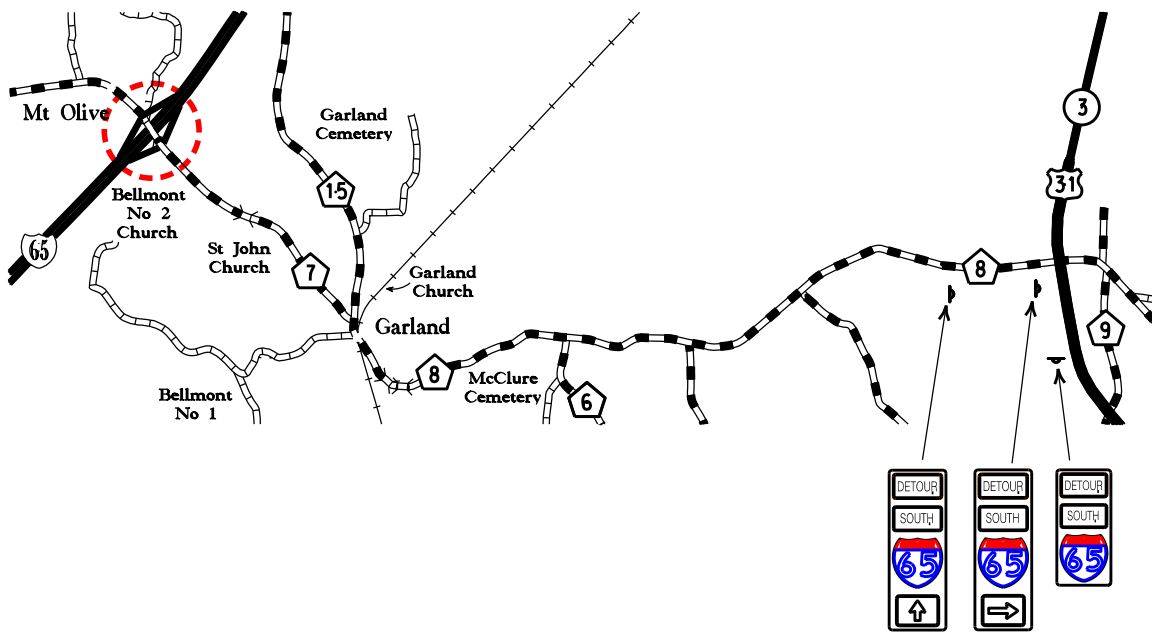 Mt Olive
65
Bellmont
No 2
Church
Garland
Cemetery
15
St John
Church
7
Garland
Church
Garland
Bellmont
No 1
8
McClure
Cemetery
6
3
31
8
9
DETOUR
SOUTH
65
DETOUR
SOUTH
65
DETOUR
SOUTH
65